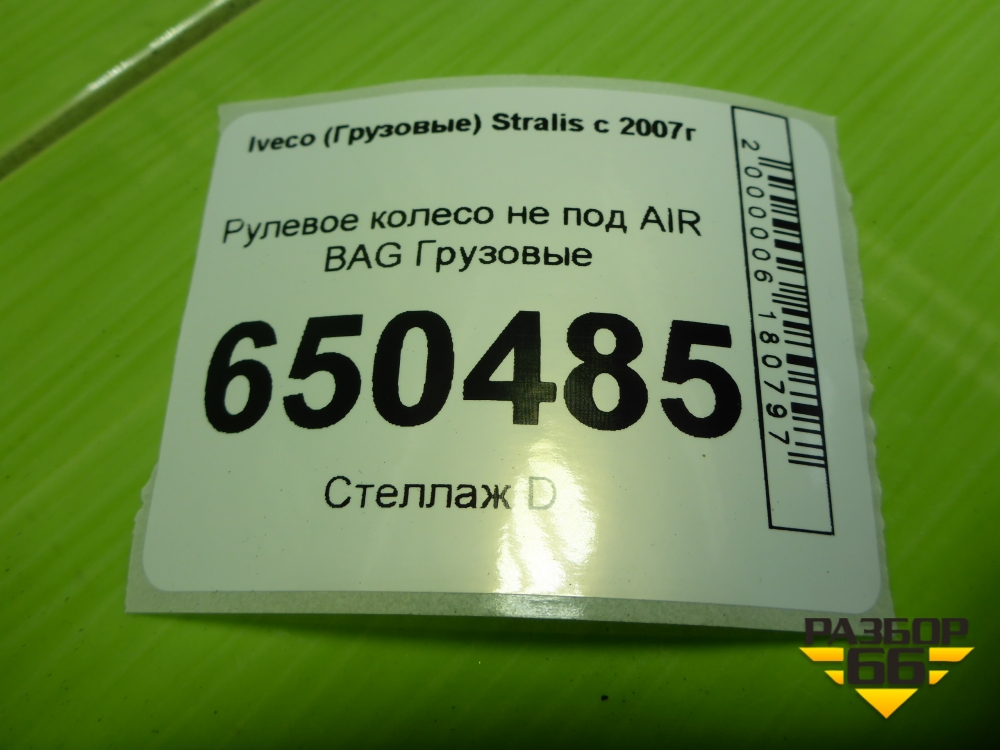 Iveco (Грузовые) Stralis с 2007г
Рулевое колесо не под AIR
BAG Грузовые
650485
Стеллаж D
2000006180797
РАЗБОР
66